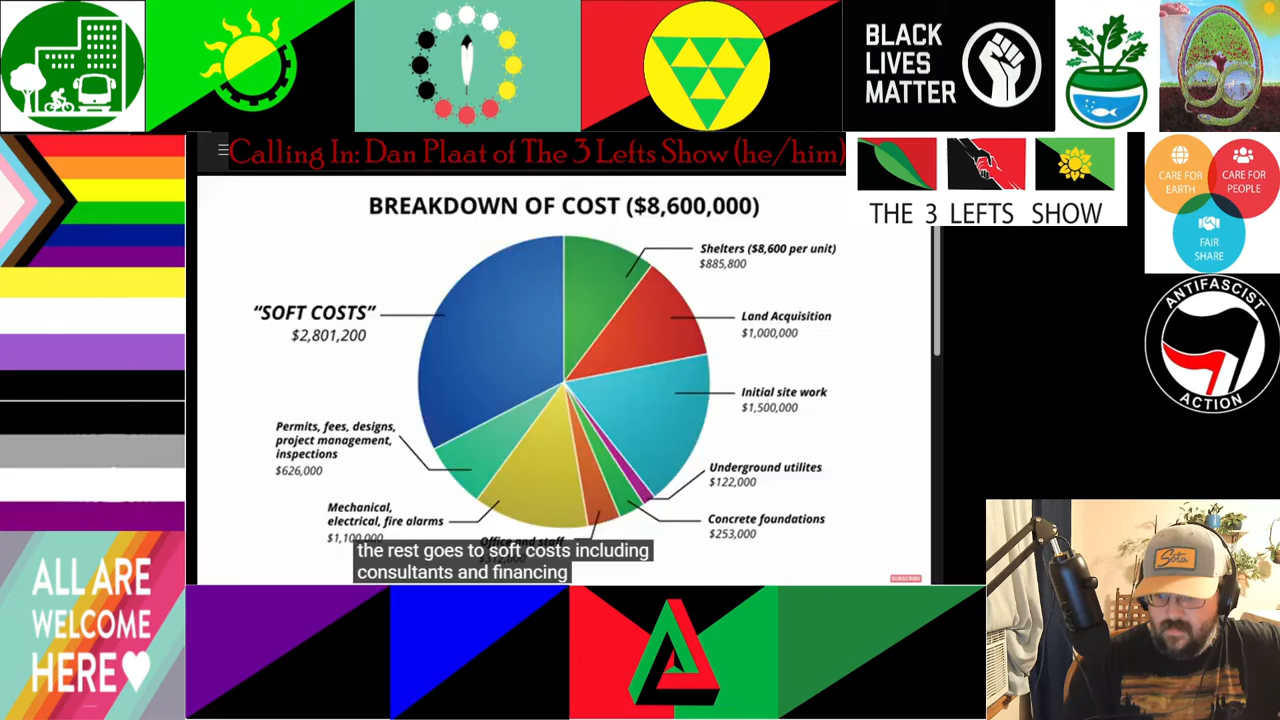 BLACK
LIVES
MATTER
Calling In: Dan Plaat of The 3 Lefts Show (he/him)
THE 3 LEFTS SHOW
CARE FOR
EARTH
CARE FOR
PEOPLE
FAIR
SHARE
ANTIFASCIST
ACTION
BREAKDOWN OF COST ($8,600,000)
Shelters ($8,600 per unit)
$885,800
"SOFT COSTS"
$2,801,200
Land Acquisition
$1,000,000
Initial site work
$1,500,000
Permits, fees, designs,
project management,
inspections
$626,000
Underground utilites
$122,000
Mechanical,
electrical, fire alarms
$1,100,000
Concrete foundations
$253,000
Office and staff
the rest goes to soft costs including
consultants and financing
SUBSCRIBE
ALL ARE
WELCOME
HERE
Sota